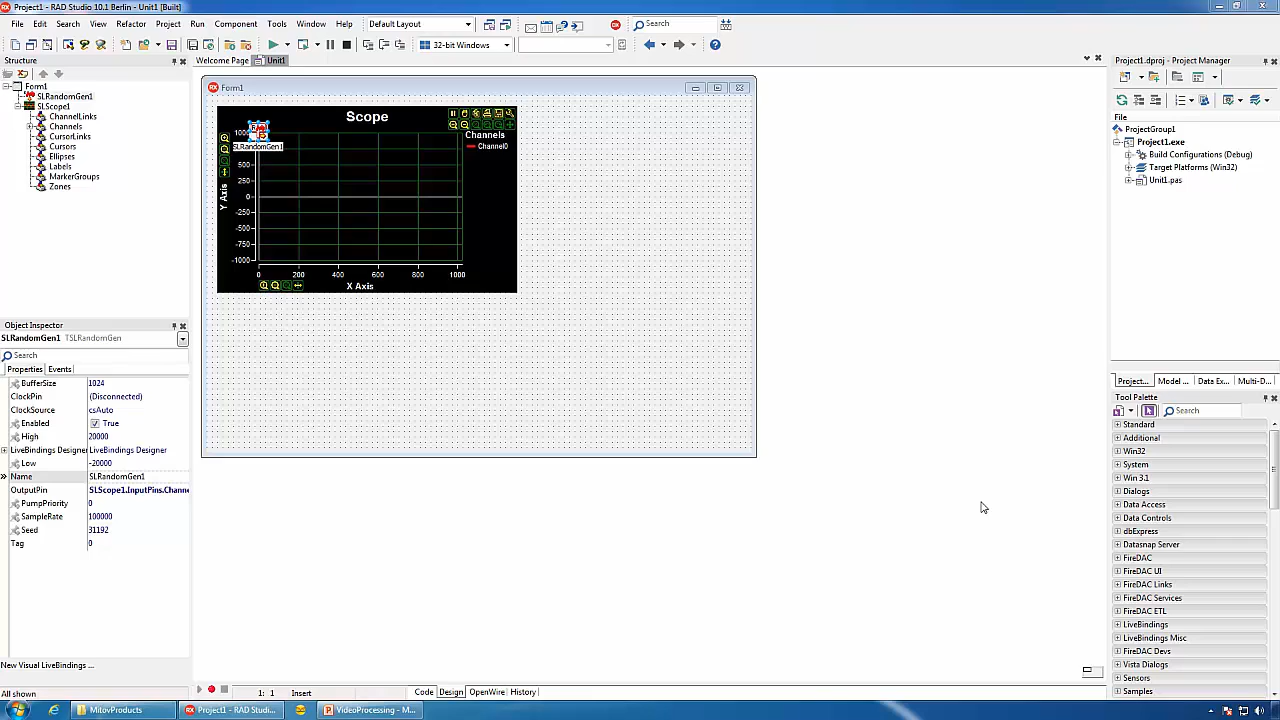 Project1 - RAD Studio 10.1 Berlin - Unit1 [Built]
File Edit Search View Refactor Project Run Component Tools Window Help Default Layout Search
32-bit Windows
Structure
Form1
SLRandomGen1
SLScope1
ChannelLinks
Channels
CursorLinks
Cursors
Ellipses
Labels
MarkerGroups
Zones
Object Inspector
SLRandomGen1 TSLRandomGen
Search
Properties Events
BufferSize 1024
ClockPin (Disconnected)
ClockSource csAuto
Enabled True
High 20000
LiveBindings Designer LiveBindings Designer
Low -20000
Name SLRandomGen1
OutputPin SLScope1.InputPins.Chann
PumpPriority 0
SampleRate 100000
Seed 31192
Tag 0
New Visual LiveBindings ...
All shown
Welcome Page Unit1
Form1
Scope
Channels
Channel0
SLRandomGen1
1000
500
250
0
-250
-500
-750
-1000
Y Axis
0 200 400 600 800 1000
X Axis
1: 1 Insert Code Design OpenWire History
Project1.dproj - Project Manager
File
ProjectGroup1
Project1.exe
Build Configurations (Debug)
Target Platforms (Win32)
Unit1.pas
Project... Model ... Data Ex... Multi-D...
Tool Palette
Search
Standard
Additional
Win32
System
Win 3.1
Dialogs
Data Access
Data Controls
dbExpress
Datasnap Server
FireDAC
FireDAC UI
FireDAC Links
FireDAC Services
FireDAC ETL
LiveBindings
LiveBindings Misc
FireDAC Devs
Vista Dialogs
Sensors
Samples
MitovProducts Project1 - RAD Studi... VideoProcessing - M...